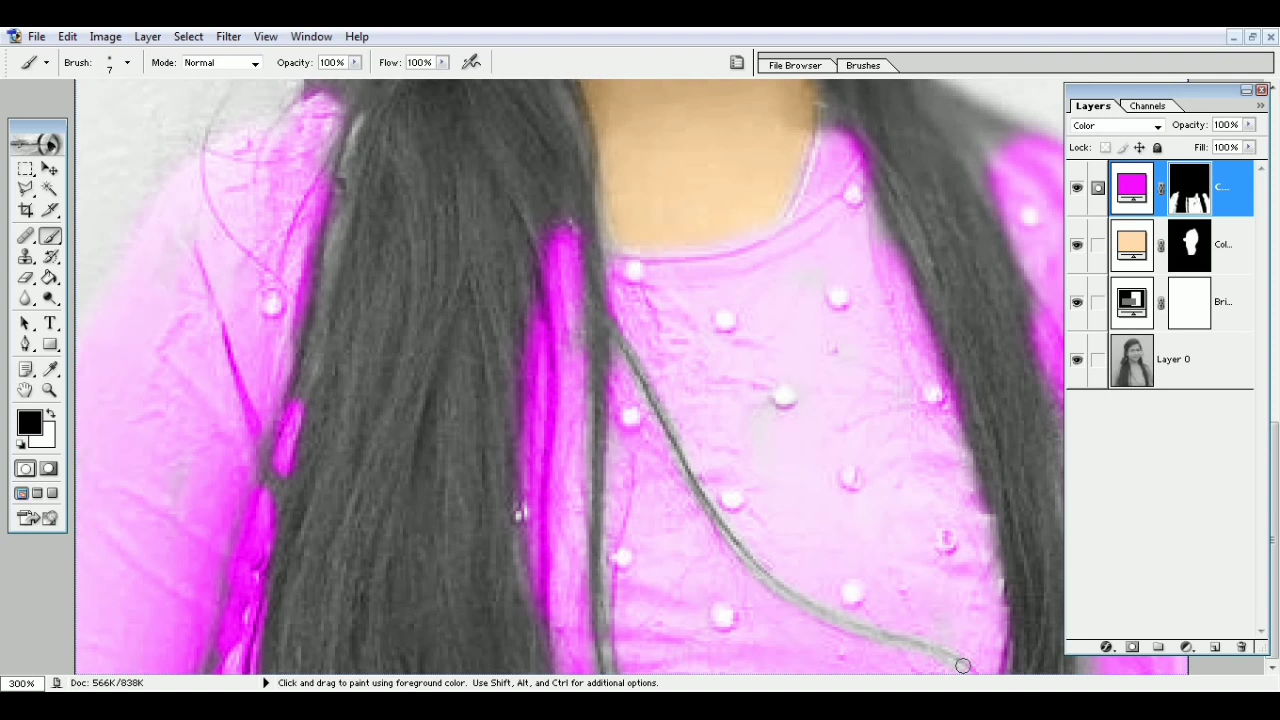 File Edit Image Layer Select Filter View Window Help
Brush: 7 Mode: Normal Opacity: 100% Flow: 100% File Browser Brushes
Layers Channels
Color Opacity: 100%
Lock: Fill: 100%
C...
Col...
Bri...
Layer 0
300% Doc: 566K/838K Click and drag to paint using foreground color. Use Shift, Alt, and Ctrl for additional options.